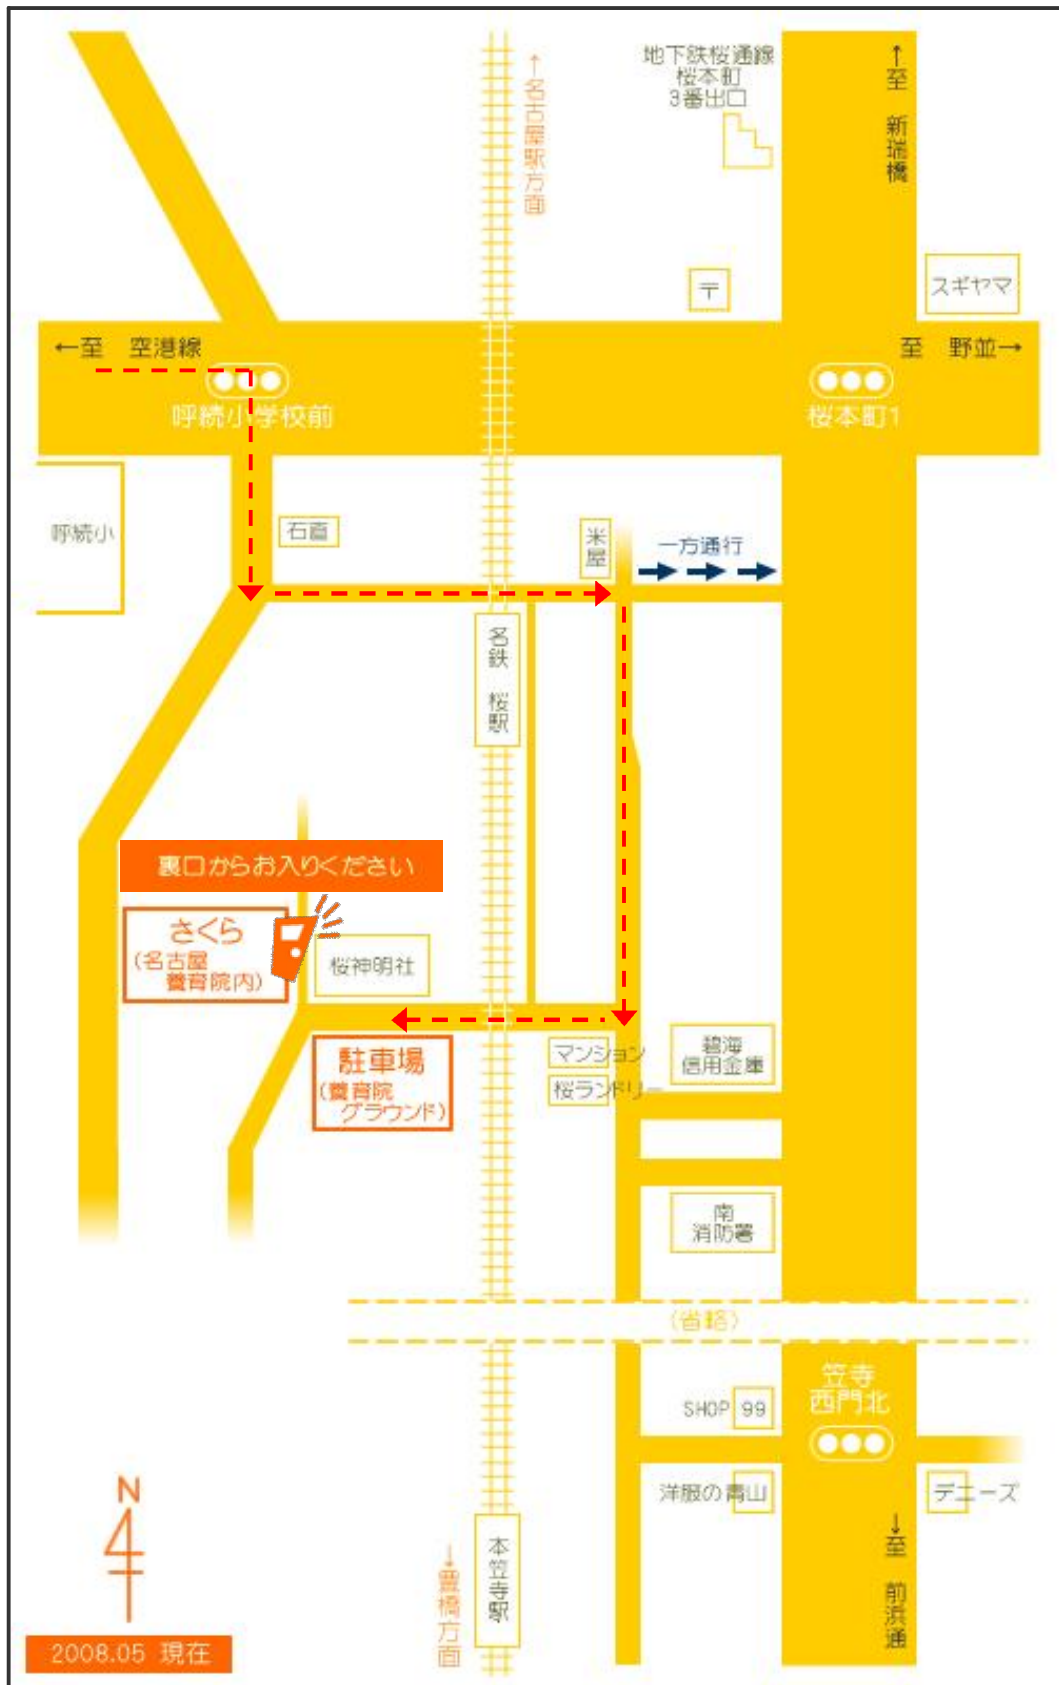 地下鉄桜通線
桜本町
3番出口
↑至 新瑞橋
↑名古屋駅方面
〒
スギヤマ
←至 空港線
至 野並→
呼続小学校前
桜本町1
呼続小
石直
米屋
一方通行
名鉄 桜駅
裏口からお入りください
さくら
(名古屋
養育院内)
桜神明社
駐車場
(養育院
グラウンド)
マンション
桜ランドリー
碧海
信用金庫
南
消防署
(省略)
笠寺
西門北
SHOP 99
洋服の青山
デニーズ
N
本笠寺駅
↓豊橋方面
↓至 前浜通
2008.05 現在